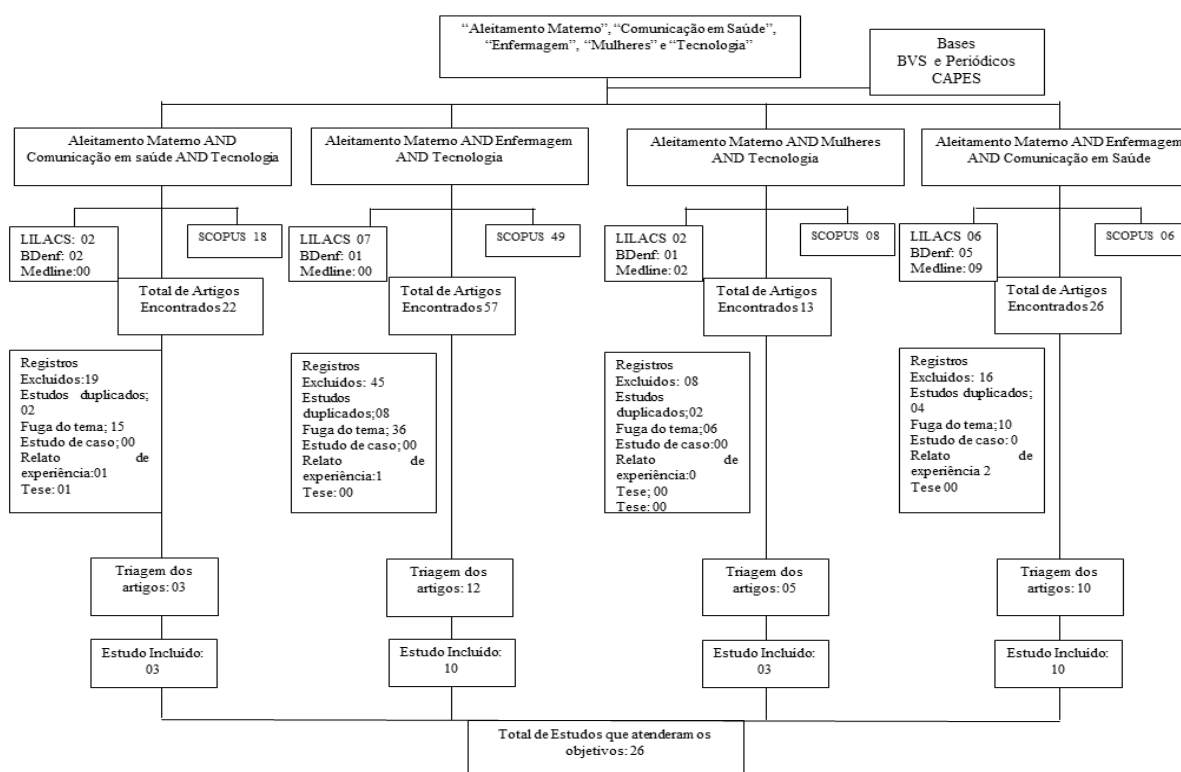 “Aleitamento Materno”, “Comunicação em Saúde”,
“Enfermagem”, “Mulheres” e “Tecnologia”
Bases
BVS e Periódicos
CAPES
Aleitamento Materno AND
Comunicação em saúde AND Tecnologia
Aleitamento Materno AND Enfermagem
AND Tecnologia
Aleitamento Materno AND Mulheres
AND Tecnologia
Aleitamento Materno AND Enfermagem
AND Comunicação em Saúde
LILACS: 02
BDenf: 02
Medline:00
SCOPUS 18
LILACS 07
BDenf: 01
Medline: 00
SCOPUS 49
LILACS 02
BDenf: 01
Medline: 02
SCOPUS 08
LILACS 06
BDenf: 05
Medline: 09
SCOPUS 06
Total de Artigos
Encontrados 22
Total de Artigos
Encontrados 57
Total de Artigos
Encontrados 13
Total de Artigos
Encontrados 26
Registros
Excluidos:19
Estudos duplicados;
02
Fuga do tema; 15
Estudo de caso; 00
Relato de
experiência:01
Tese: 01
Registros
Excluidos: 45
Estudos
duplicados;08
Fuga do tema; 36
Estudo de caso; 00
Relato de
experiência:1
Tese: 00
Registros
Excluidos: 08
Estudos
duplicados;02
Fuga do tema;06
Estudo de caso:00
Relato de
experiência:0
Tese; 00
Tese: 00
Registros
Excluidos: 16
Estudos duplicados;
04
Fuga do tema;10
Estudo de caso: 0
Relato de
experiência 2
Tese 00
Triagem dos
artigos: 03
Triagem dos
artigos: 12
Triagem dos
artigos: 05
Triagem dos
artigos: 10
Estudo Incluido:
03
Estudo Incluido:
10
Estudo Incluido:
03
Estudo Incluido:
10
Total de Estudos que atenderam os
objetivos: 26